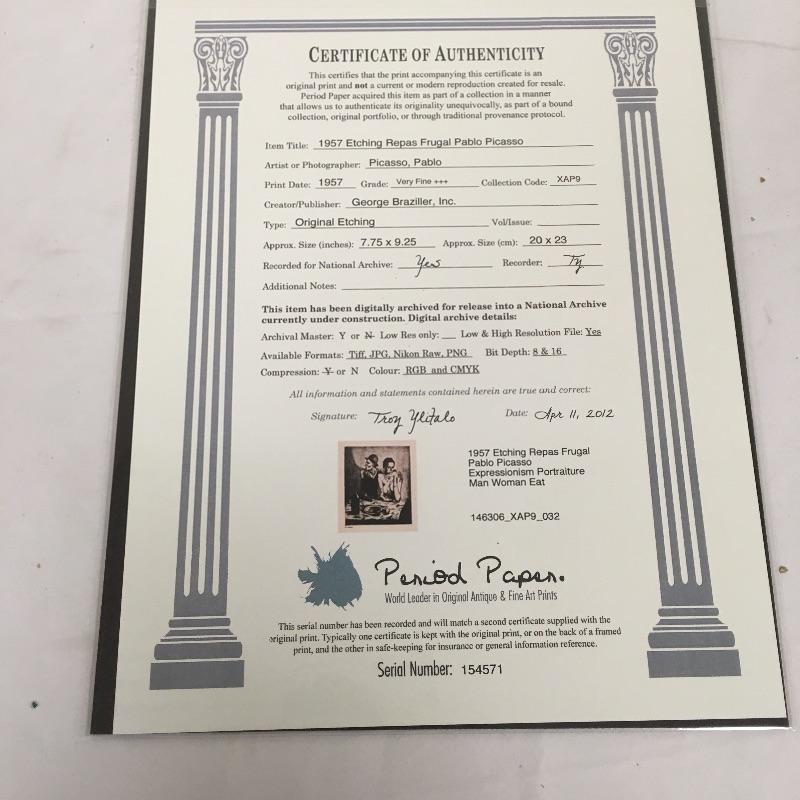 CERTIFICATE OF AUTHENTICITY
This certifies that the print accompanying this certificate is an
original print and not a current or modern reproduction created for resale.
Period Paper acquired this item as part of a collection in a manner
that allows us to authenticate its originality unequivocally, as part of a bound
collection, original portfolio, or through traditional provenance protocol.
Item Title: 1957 Etching Repas Frugal Pablo Picasso
Artist or Photographer: Picasso, Pablo
Print Date: 1957 Grade: Very Fine +++ Collection Code: XAP9
Creator/Publisher: George Braziller, Inc.
Type: Original Etching Vol/Issue:
Approx. Size (inches): 7.75 x 9.25 Approx. Size (cm): 20 x 23
Recorded for National Archive: Yes Recorder: Ty
Additional Notes:
This item has been digitally archived for release into a National Archive
currently under construction. Digital archive details:
Archival Master: Y or N Low Res only: __ Low & High Resolution File: Yes
Available Formats: Tiff, JPG, Nikon Raw, PNG Bit Depth: 8 & 16
Compression: Y or N Colour: RGB and CMYK
All information and statements contained herein are true and correct:
Signature: Troy Ylitalo Date: Apr 11, 2012
1957 Etching Repas Frugal
Pablo Picasso
Expressionism Portraiture
Man Woman Eat
146306_XAP9_032
Period Paper.
World Leader in Original Antique & Fine Art Prints
This serial number has been recorded and will match a second certificate supplied with the
original print. Typically one certificate is kept with the original print, or on the back of a framed
print, and the other in safe-keeping for insurance or general information reference.
Serial Number: 154571